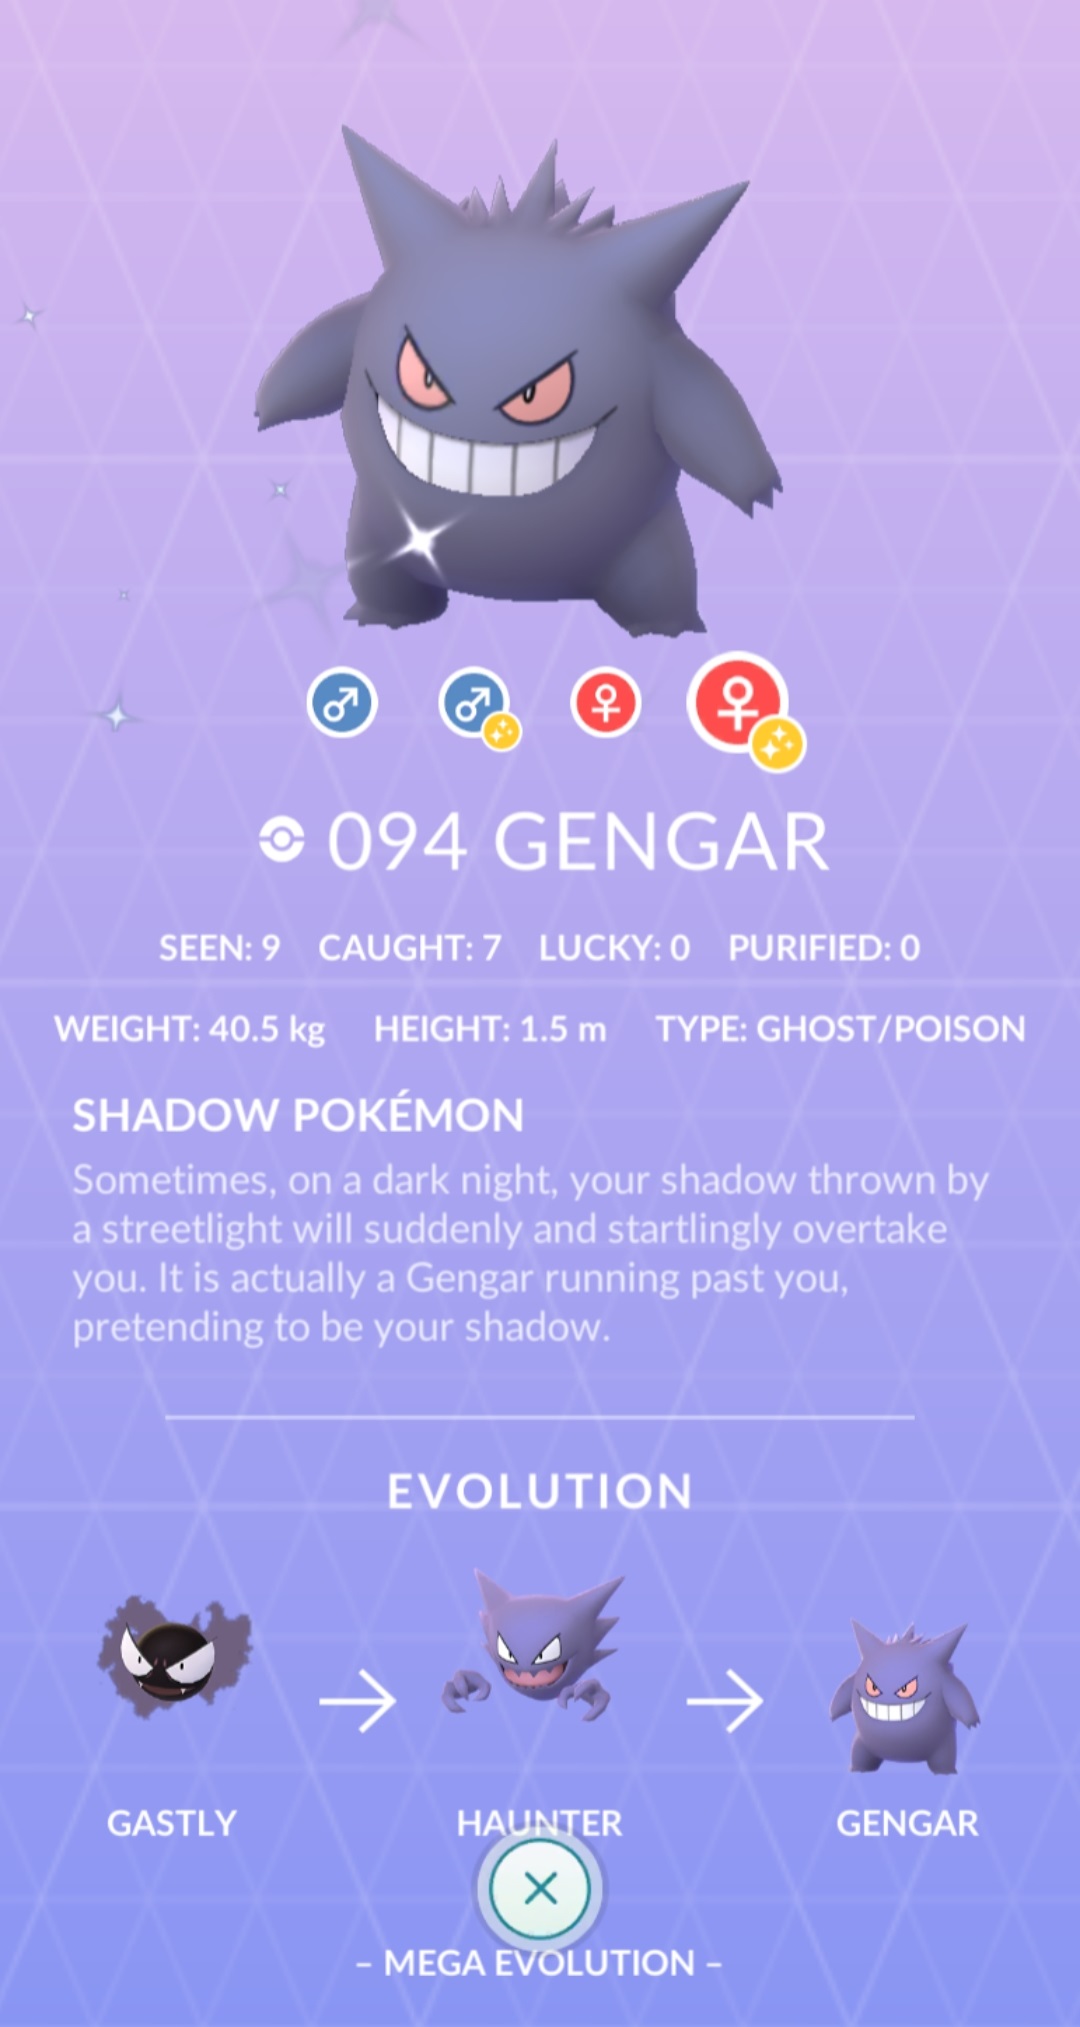 094 GENGAR
SEEN: 9 CAUGHT: 7 LUCKY: 0 PURIFIED: 0
WEIGHT: 40.5 kg HEIGHT: 1.5 m TYPE: GHOST/POISON
SHADOW POKÉMON
Sometimes, on a dark night, your shadow thrown by
a streetlight will suddenly and startlingly overtake
you. It is actually a Gengar running past you,
pretending to be your shadow.
EVOLUTION
GASTLY HAUNTER GENGAR
– MEGA EVOLUTION –